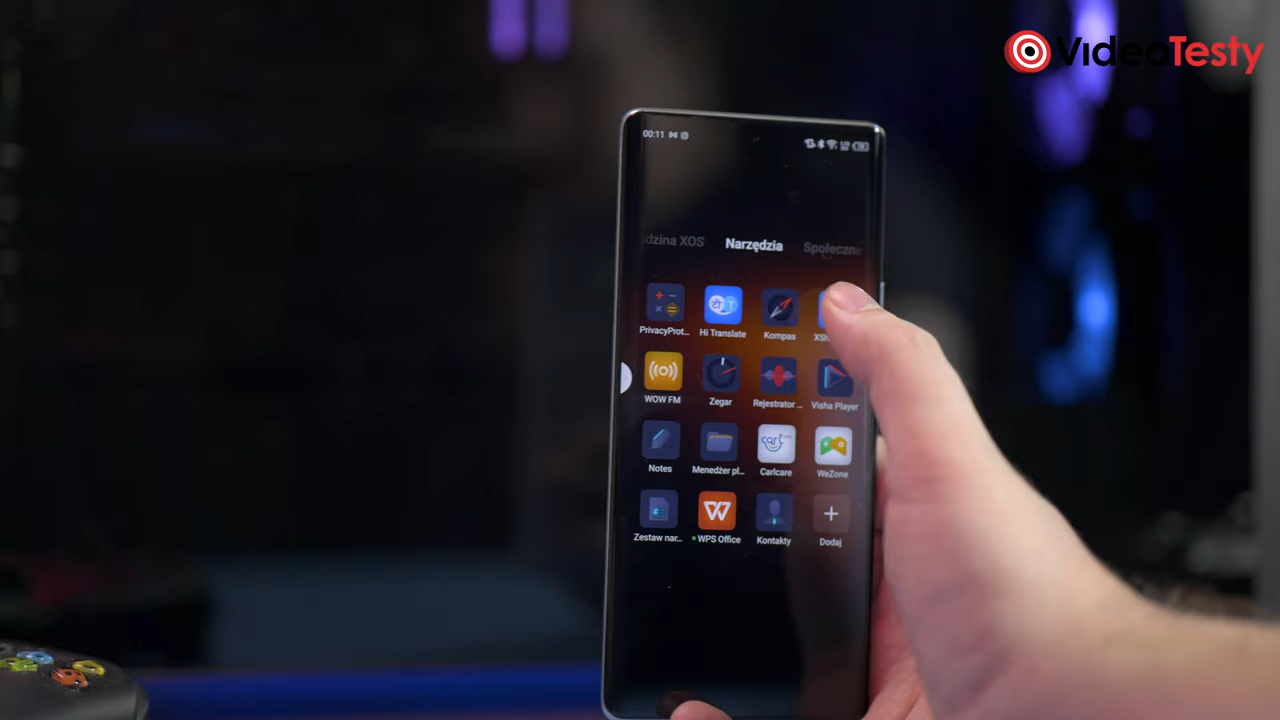 VideoTesty
00:11
dzina XOS Narzędzia Społeczne
PrivacyProt... Hi Translate Kompas XSh
WOW FM Zegar Rejestrator ... Visha Player
Notes Menedżer pl... Carlcare WeZone
Zestaw nar... WPS Office Kontakty Dodaj